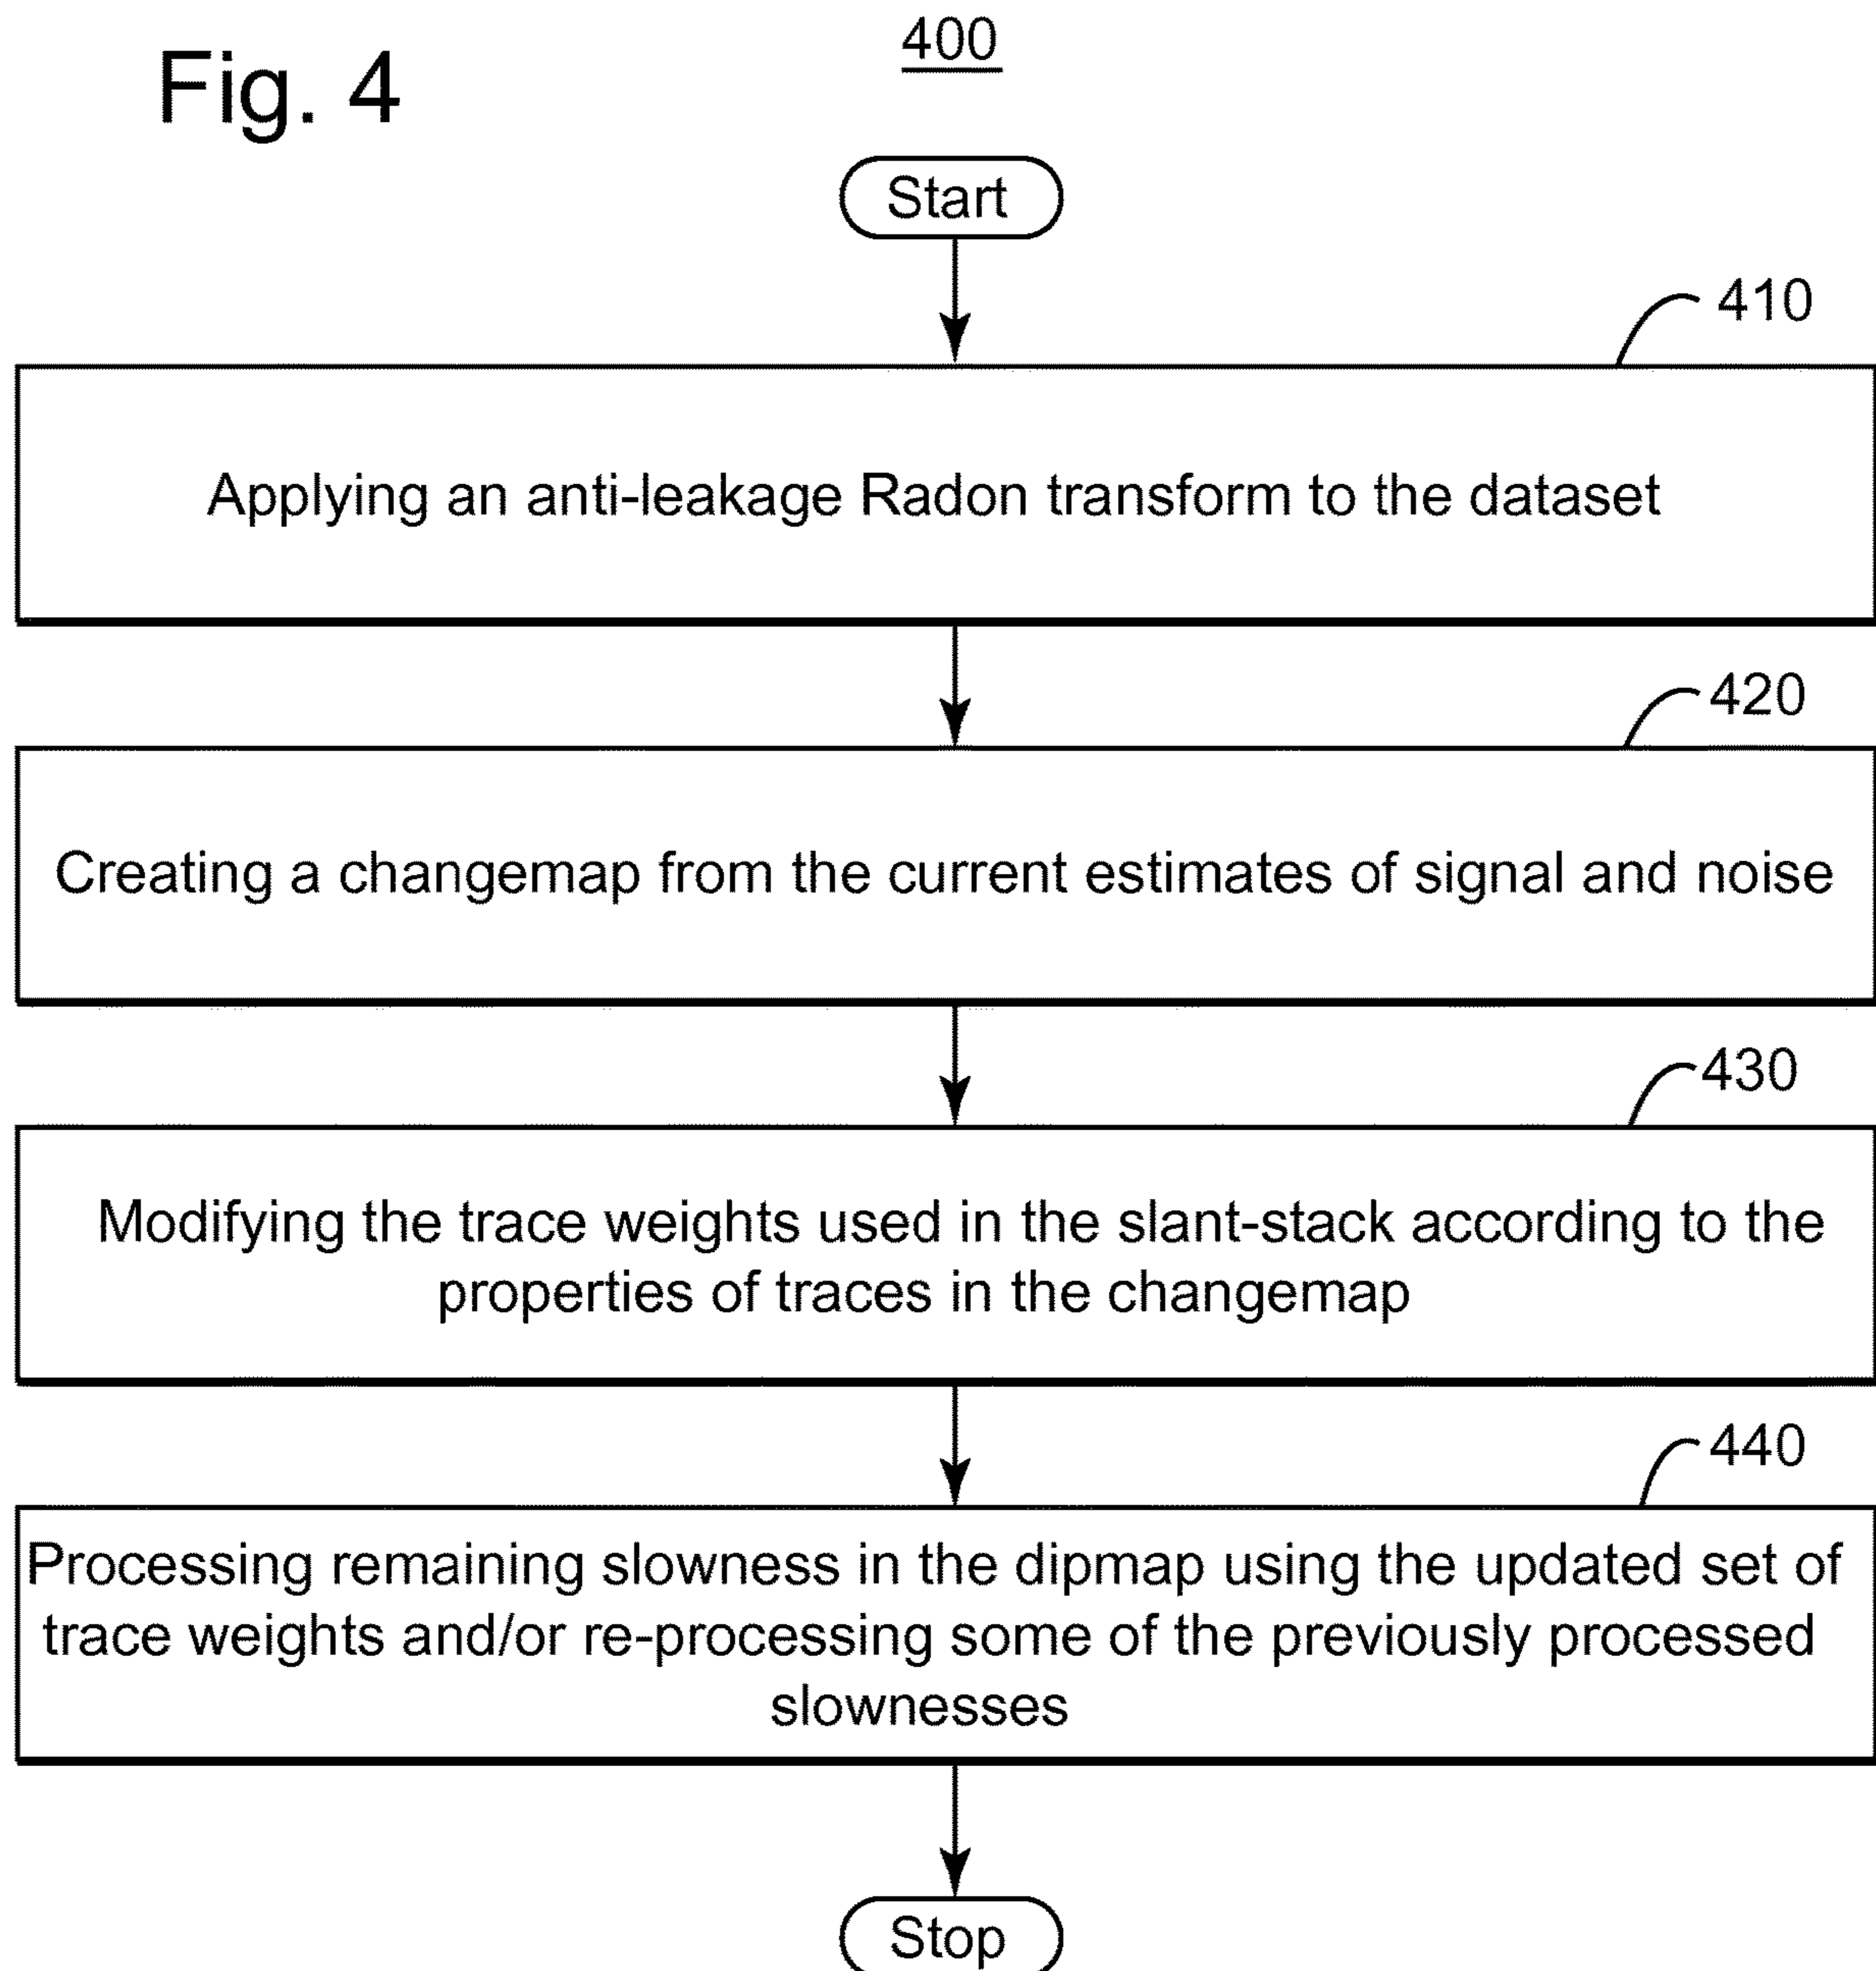 Fig. 4
400
Start
410
Applying an anti-leakage Radon transform to the dataset
420
Creating a changemap from the current estimates of signal and noise
430
Modifying the trace weights used in the slant-stack according to the
properties of traces in the changemap
440
Processing remaining slowness in the dipmap using the updated set of
trace weights and/or re-processing some of the previously processed
slownesses
Stop